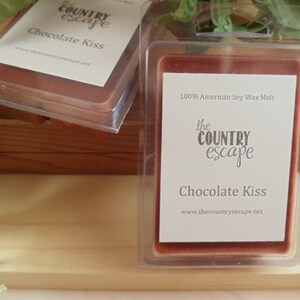 the
COUNTRY
escape
Chocolate Kiss
www.thecountryescape.net
100% American Soy Wax Melt
the
COUNTRY
escape
Chocolate Kiss
www.thecountryescape.net